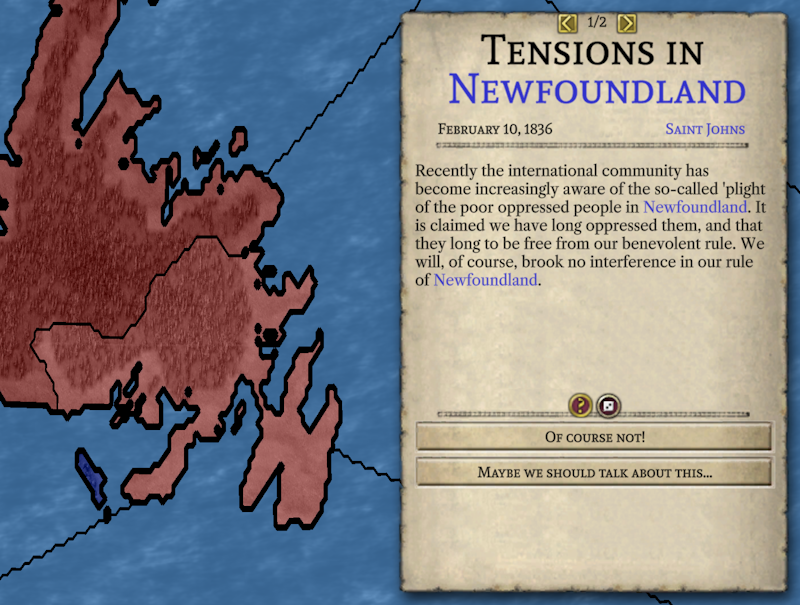 1/2
Tensions in
Newfoundland
February 10, 1836 Saint Johns
Recently the international community has
become increasingly aware of the so-called 'plight
of the poor oppressed people in Newfoundland. It
is claimed we have long oppressed them, and that
they long to be free from our benevolent rule. We
will, of course, brook no interference in our rule
of Newfoundland.
?
Of course not!
Maybe we should talk about this...